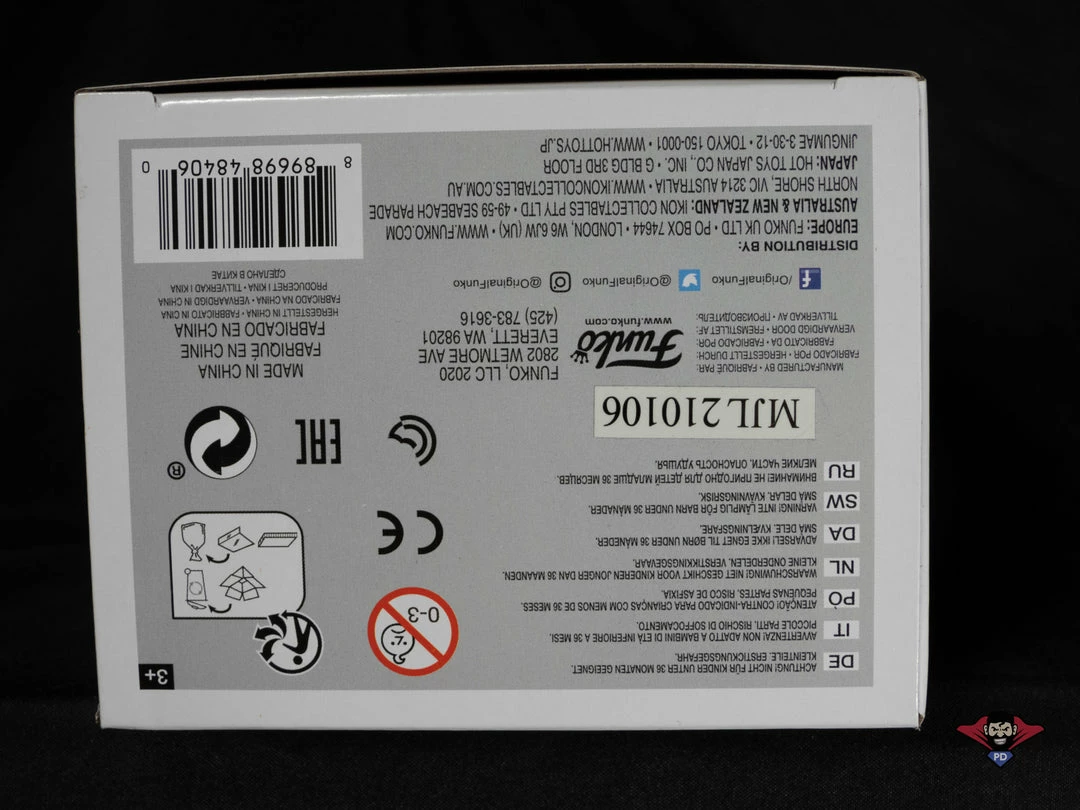 3+
DE
ACHTUNG! NICHT FÜR KINDER UNTER 36 MONATEN GEEIGNET.
KLEINTEILE. ERSTICKUNGSGEFAHR.
IT
AVVERTENZA! NON ADATTO A BAMBINI DI ETÀ INFERIORE A 36 MESI.
PICCOLE PARTI. RISCHIO DI SOFFOCAMENTO.
PÒ
ATENÇÃO! CONTRA-INDICADO PARA CRIANÇAS COM MENOS DE 36 MESES.
PEQUENAS PARTES. RISCO DE ASFIXIA.
NL
WAARSCHUWING! NIET GESCHIKT VOOR KINDEREN JONGER DAN 36 MAANDEN.
KLEINE ONDERDELEN. VERSTIKKINGSGEVAAR.
DA
ADVARSEL! IKKE EGNET TIL BØRN UNDER 36 MÅNEDER.
SMÅ DELE. KVÆLNINGSFARE.
SW
VARNING! INTE LÄMPLIG FÖR BARN UNDER 36 MÅNADER.
SMÅ DELAR. KVÄVNINGSRISK.
RU
ВНИМАНИЕ! НЕ ПРИГОДНО ДЛЯ ДЕТЕЙ МЛАДШЕ 36 МЕСЯЦЕВ.
МЕЛКИЕ ЧАСТИ. ОПАСНОСТЬ УДУШЬЯ.
0-3
CE
EAC
®
MJL210106
MANUFACTURED BY • FABRIQUÉ PAR:
FABRICADO POR • HERGESTELLT DURCH:
FABBRICATO DA • FABRICADO POR:
VERVAARDIGD DOOR • FREMSTILLET AF:
TILLVERKAD AV • ПРОИЗВОДИТЕЛЬ:
Funko
www.funko.com
FUNKO, LLC 2020
2802 WETMORE AVE
EVERETT, WA 98201
(425) 783-3616
MADE IN CHINA
FABRIQUÉ EN CHINE
FABRICADO EN CHINA
HERGESTELLT IN CHINA • FABBRICATO IN CHINA
FABRICADO NA CHINA • VERVAARDIGD IN CHINA
PRODUCERET I KINA • TILLVERKAD I KINA
СДЕЛАНО В КИТАЕ
/OriginalFunko
@OriginalFunko
@OriginalFunko
DISTRIBUTION BY:
EUROPE: FUNKO UK LTD • PO BOX 74644 • LONDON, W6 6JW (UK) • WWW.FUNKO.COM
AUSTRALIA & NEW ZEALAND: IKON COLLECTABLES PTY LTD • 49-59 SEABEACH PARADE
NORTH SHORE, VIC 3214 AUSTRALIA • WWW.IKONCOLLECTABLES.COM.AU
JAPAN: HOT TOYS JAPAN CO., INC. • G BLDG 3RD FLOOR
JINGUMAE 3-30-12 • TOKYO 150-0001 • WWW.HOTTOYS.JP
8 89698 48406 0
PD